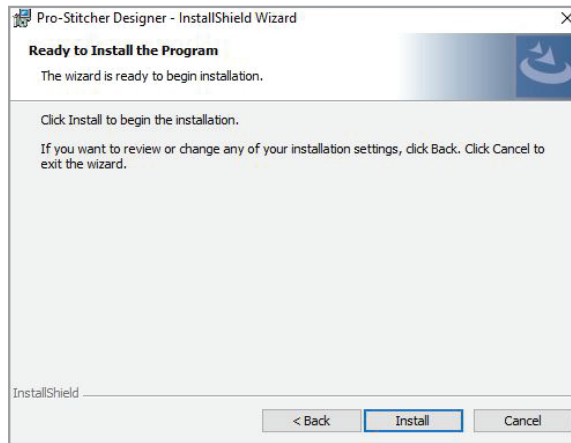 Pro-Stitcher Designer - InstallShield Wizard
Ready to Install the Program
The wizard is ready to begin installation.
Click Install to begin the installation.
If you want to review or change any of your installation settings, click Back. Click Cancel to
exit the wizard.
InstallShield
< Back Install Cancel